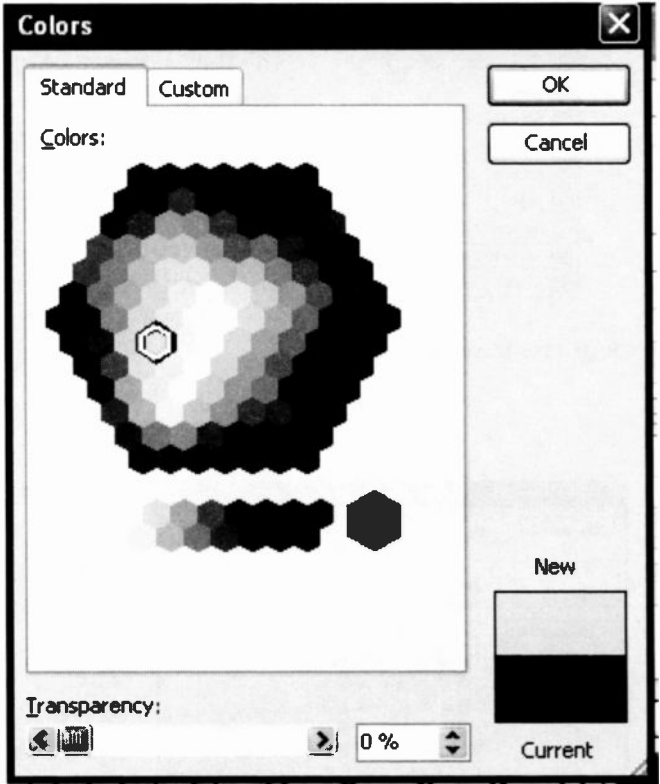 Colors
Standard
Custom
OK
Cancel
Colors:
New
Transparency:
0 %
Current